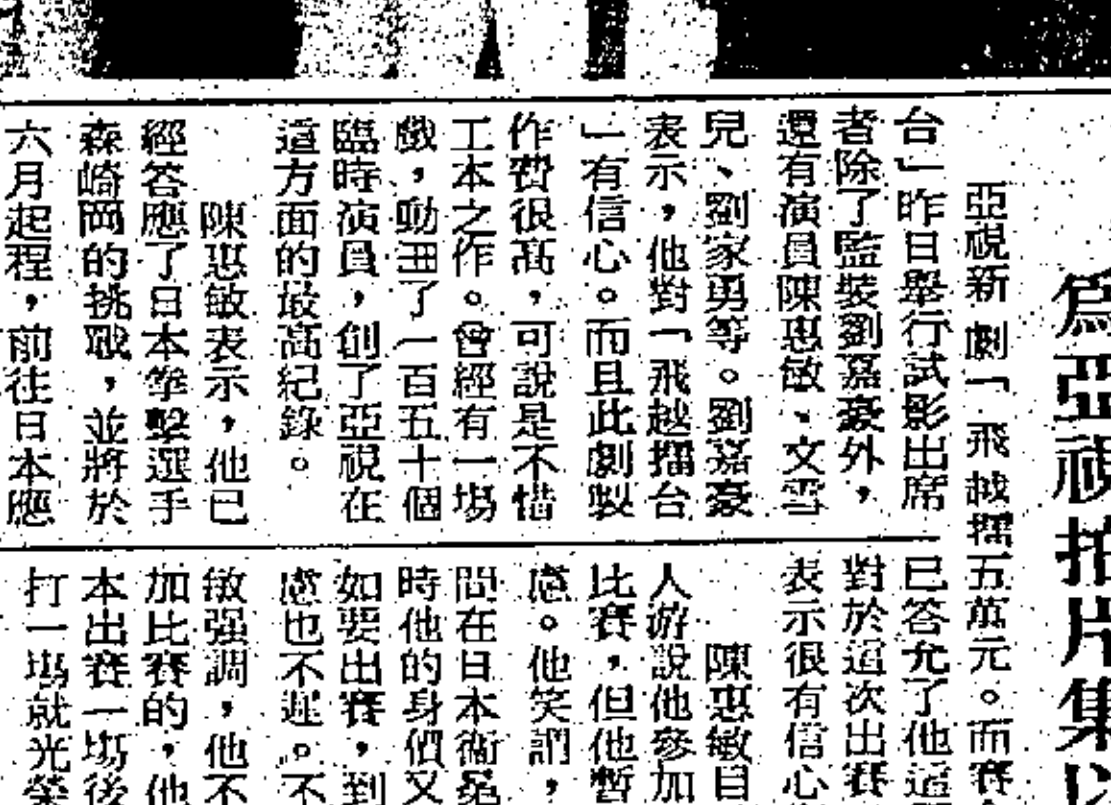 為亞視拍片集
亞視新劇「飛越擂
台」昨日舉行試影出席
者除了監裝劉嘉豪外，
還有演員陳惠敏、文雪
兒、劉家勇等。劉嘉豪
表示，他對「飛越擂台
」有信心。而且此劇製
作費很高，可說是不惜
工本之作。曾經有一場
戲，動用了一百五十個
臨時演員，創了亞視在
這方面的最高紀錄。
陳惠敏表示，他已
經答應了日本拳擊選手
森崎岡的挑戰，並將於
六月起程，前往日本應
五萬元。而賽
已答允了他這
對於這次出賽
表示很有信心
陳惠敏目
人游說他參加
比賽，但他暫
慮。他笑謂，
問在日本衞星
時他的身價又
如要出賽，到
慮也不遲。不
敏强調，他不
加比賽的，他
本出賽一場後
打一場就光榮